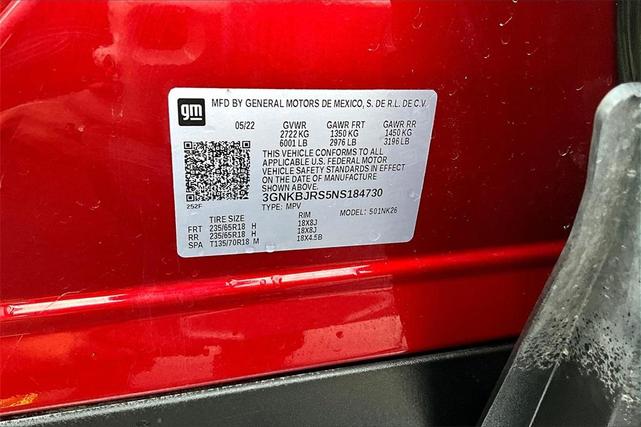 gm MFD BY GENERAL MOTORS DE MEXICO, S. DE R.L. DE C.V.
05/22 GVWR GAWR FRT GAWR RR
2722 KG 1350 KG 1450 KG
6001 LB 2976 LB 3196 LB
THIS VEHICLE CONFORMS TO ALL
APPLICABLE U.S. FEDERAL MOTOR
VEHICLE SAFETY STANDARDS IN EFFECT
ON THE DATE OF MANUFACTURE
SHOWN ABOVE.
3GNKBJRS5NS184730
252F TYPE: MPV MODEL: 501NK26
TIRE SIZE RIM
FRT 235/65R18 H 18X8J
RR 235/65R18 H 18X8J
SPA T135/70R18 M 18X4.5B